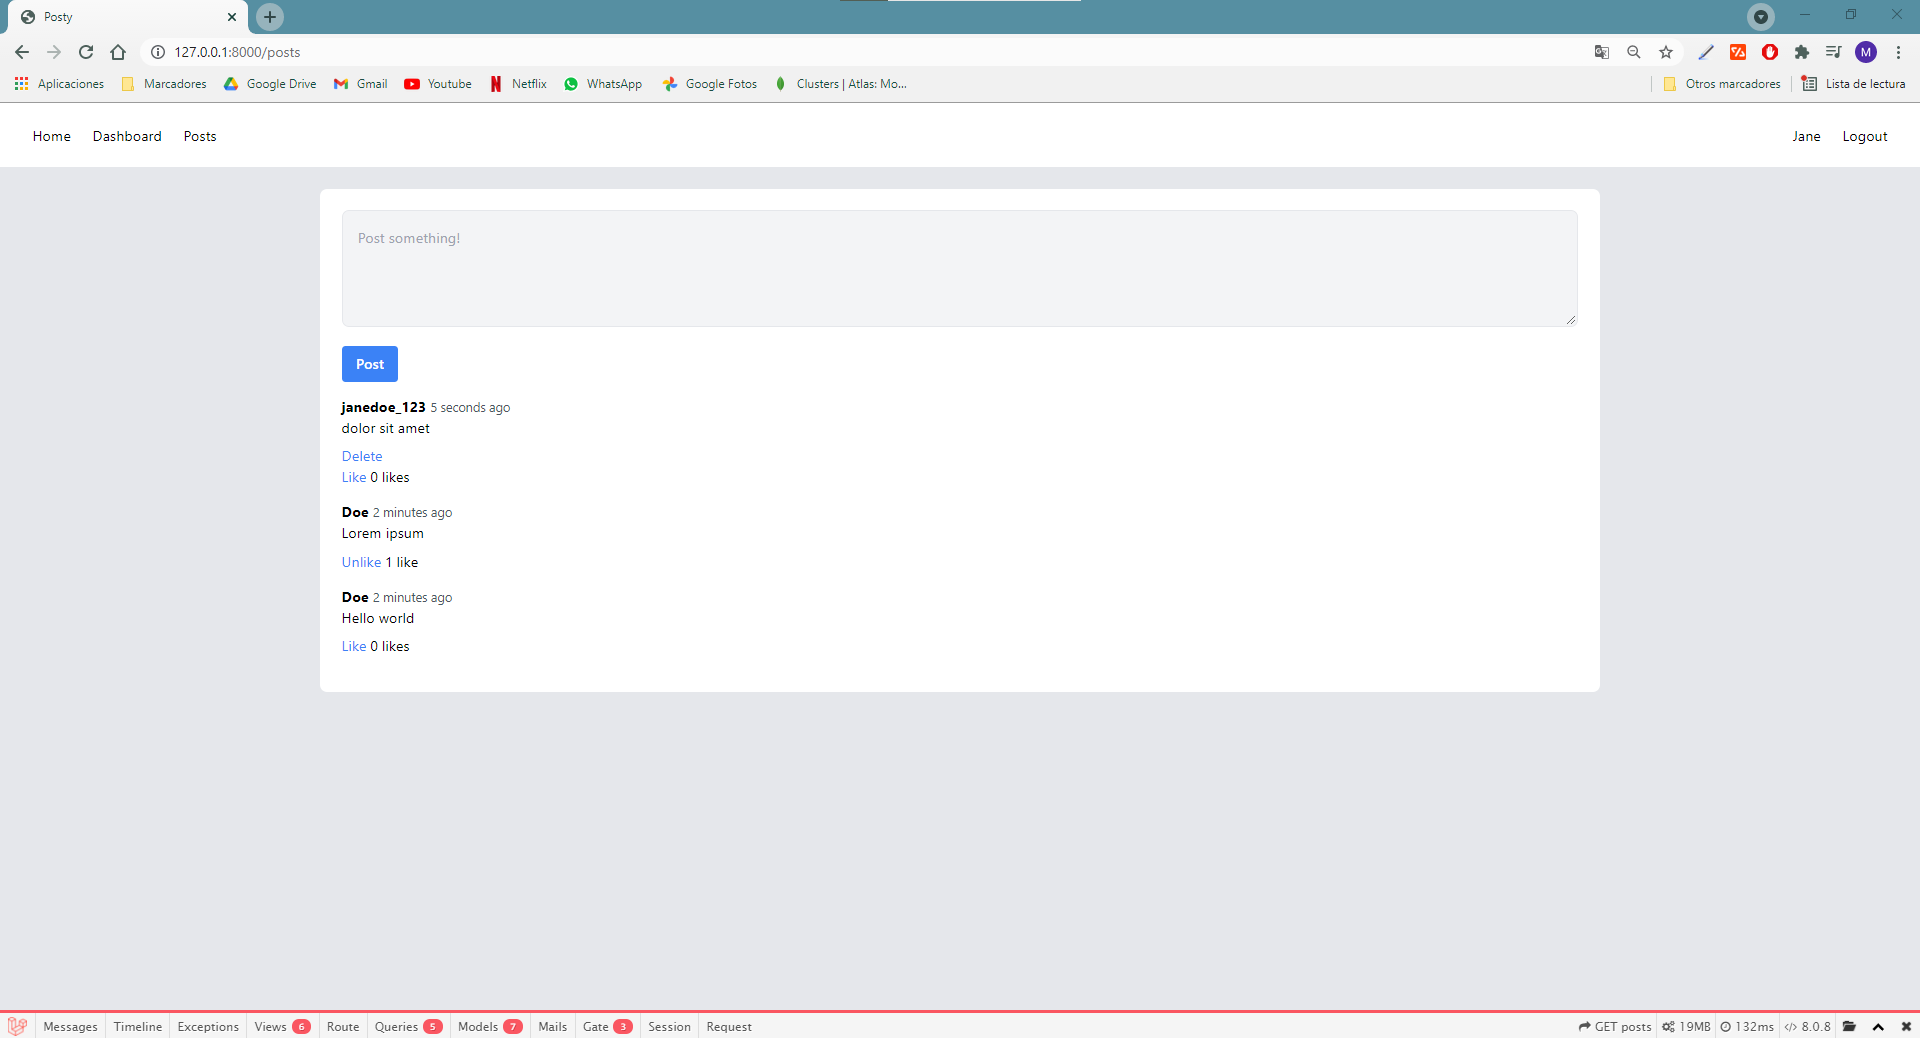 Posty
127.0.0.1:8000/posts
M
Aplicaciones Marcadores Google Drive Gmail Youtube Netflix WhatsApp Google Fotos Clusters | Atlas: Mo... Otros marcadores Lista de lectura
Home Dashboard Posts Jane Logout
Post something!
Post
janedoe_123 5 seconds ago
dolor sit amet
Delete
Like 0 likes
Doe 2 minutes ago
Lorem ipsum
Unlike 1 like
Doe 2 minutes ago
Hello world
Like 0 likes
Messages Timeline Exceptions Views 6 Route Queries 5 Models 7 Mails Gate 3 Session Request GET posts 19MB 132ms </> 8.0.8